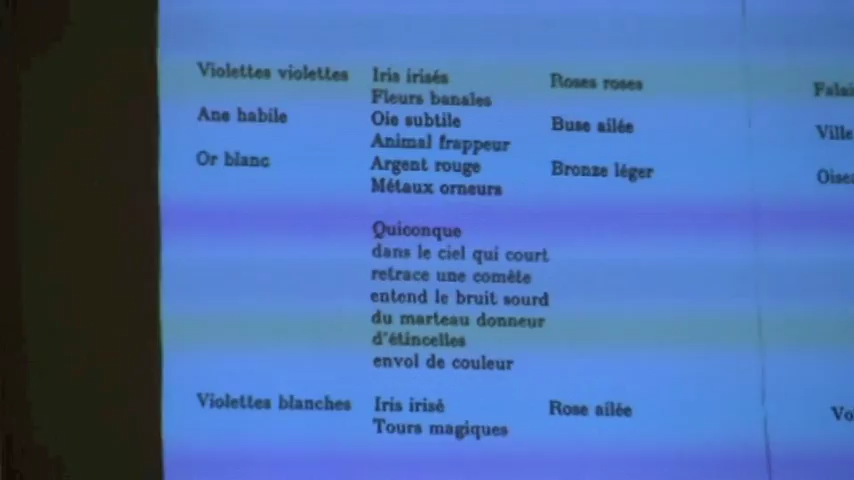 Violettes violettes Iris irisés Roses roses
Fleurs banales
Ane habile Oie subtile Buse ailée Ville
Animal frappeur
Or blanc Argent rouge Bronze léger
Métaux orneurs
Quiconque
dans le ciel qui court
retrace une comète
entend le bruit sourd
du marteau donneur
d'étincelles
envol de couleur
Violettes blanches Iris irisé Rose ailée
Tours magiques